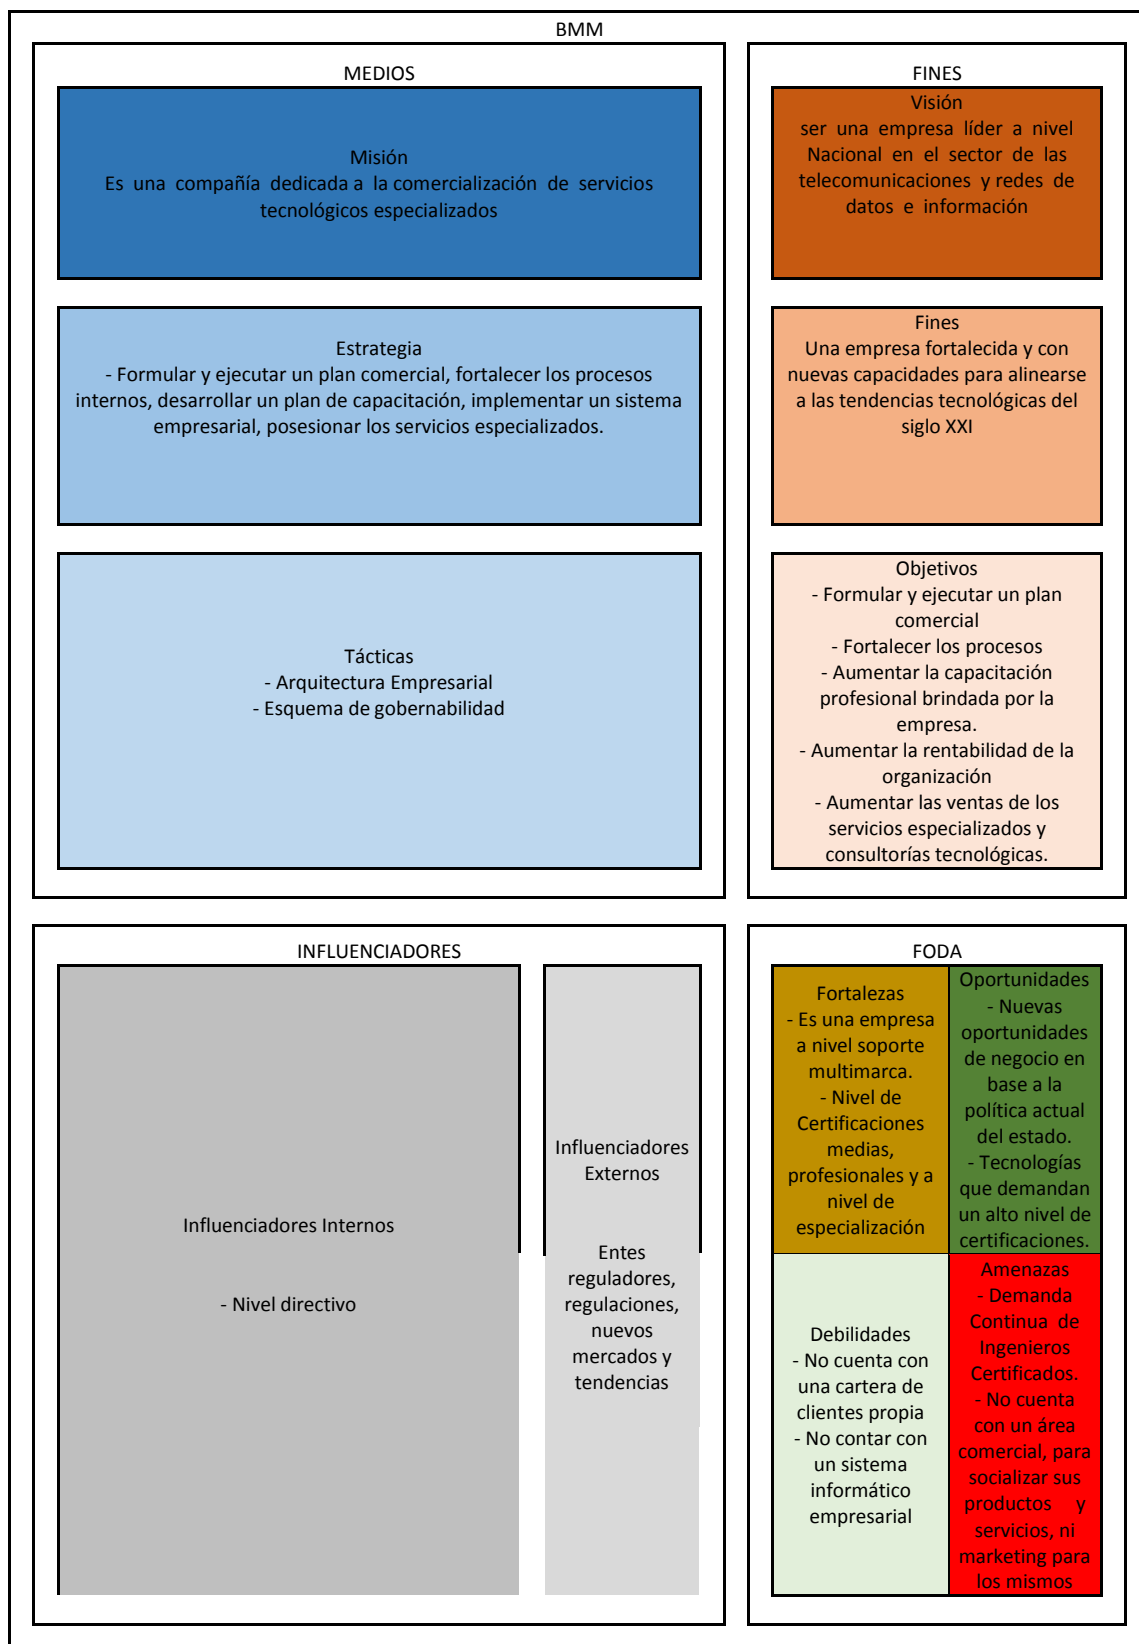 BMM
MEDIOS
Misión
Es una compañía dedicada a la comercialización de servicios
tecnológicos especializados
Estrategia
- Formular y ejecutar un plan comercial, fortalecer los procesos
internos, desarrollar un plan de capacitación, implementar un sistema
empresarial, posesionar los servicios especializados.
Tácticas
- Arquitectura Empresarial
- Esquema de gobernabilidad
FINES
Visión
ser una empresa líder a nivel
Nacional en el sector de las
telecomunicaciones y redes de
datos e información
Fines
Una empresa fortalecida y con
nuevas capacidades para alinearse
a las tendencias tecnológicas del
siglo XXI
Objetivos
- Formular y ejecutar un plan
comercial
- Fortalecer los procesos
- Aumentar la capacitación
profesional brindada por la
empresa.
- Aumentar la rentabilidad de la
organización
- Aumentar las ventas de los
servicios especializados y
consultorías tecnológicas.
INFLUENCIADORES
Influenciadores Internos
- Nivel directivo
Influenciadores
Externos
Entes
reguladores,
regulaciones,
nuevos
mercados y
tendencias
FODA
Fortalezas
- Es una empresa
a nivel soporte
multimarca.
- Nivel de
Certificaciones
medias,
profesionales y a
nivel de
especialización
Oportunidades
- Nuevas
oportunidades
de negocio en
base a la
política actual
del estado.
- Tecnologías
que demandan
un alto nivel de
certificaciones.
Debilidades
- No cuenta con
una cartera de
clientes propia
- No contar con
un sistema
informático
empresarial
Amenazas
- Demanda
Continua de
Ingenieros
Certificados.
- No cuenta
con un área
comercial, para
socializar sus
productos y
servicios, ni
marketing para
los mismos